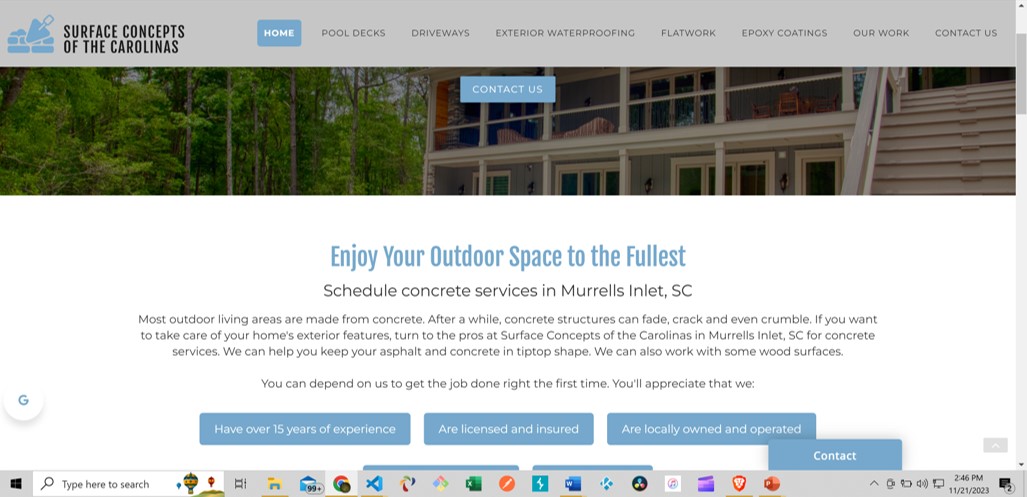 SURFACE CONCEPTS
OF THE CAROLINAS
HOME POOL DECKS DRIVEWAYS EXTERIOR WATERPROOFING FLATWORK EPOXY COATINGS OUR WORK CONTACT US
CONTACT US
Enjoy Your Outdoor Space to the Fullest
Schedule concrete services in Murrells Inlet, SC
Most outdoor living areas are made from concrete. After a while, concrete structures can fade, crack and even crumble. If you want
to take care of your home's exterior features, turn to the pros at Surface Concepts of the Carolinas in Murrells Inlet, SC for concrete
services. We can help you keep your asphalt and concrete in tiptop shape. We can also work with some wood surfaces.
You can depend on us to get the job done right the first time. You'll appreciate that we:
G
Have over 15 years of experience Are licensed and insured Are locally owned and operated
Contact
Type here to search 99+ 2:46 PM
11/21/2023 2